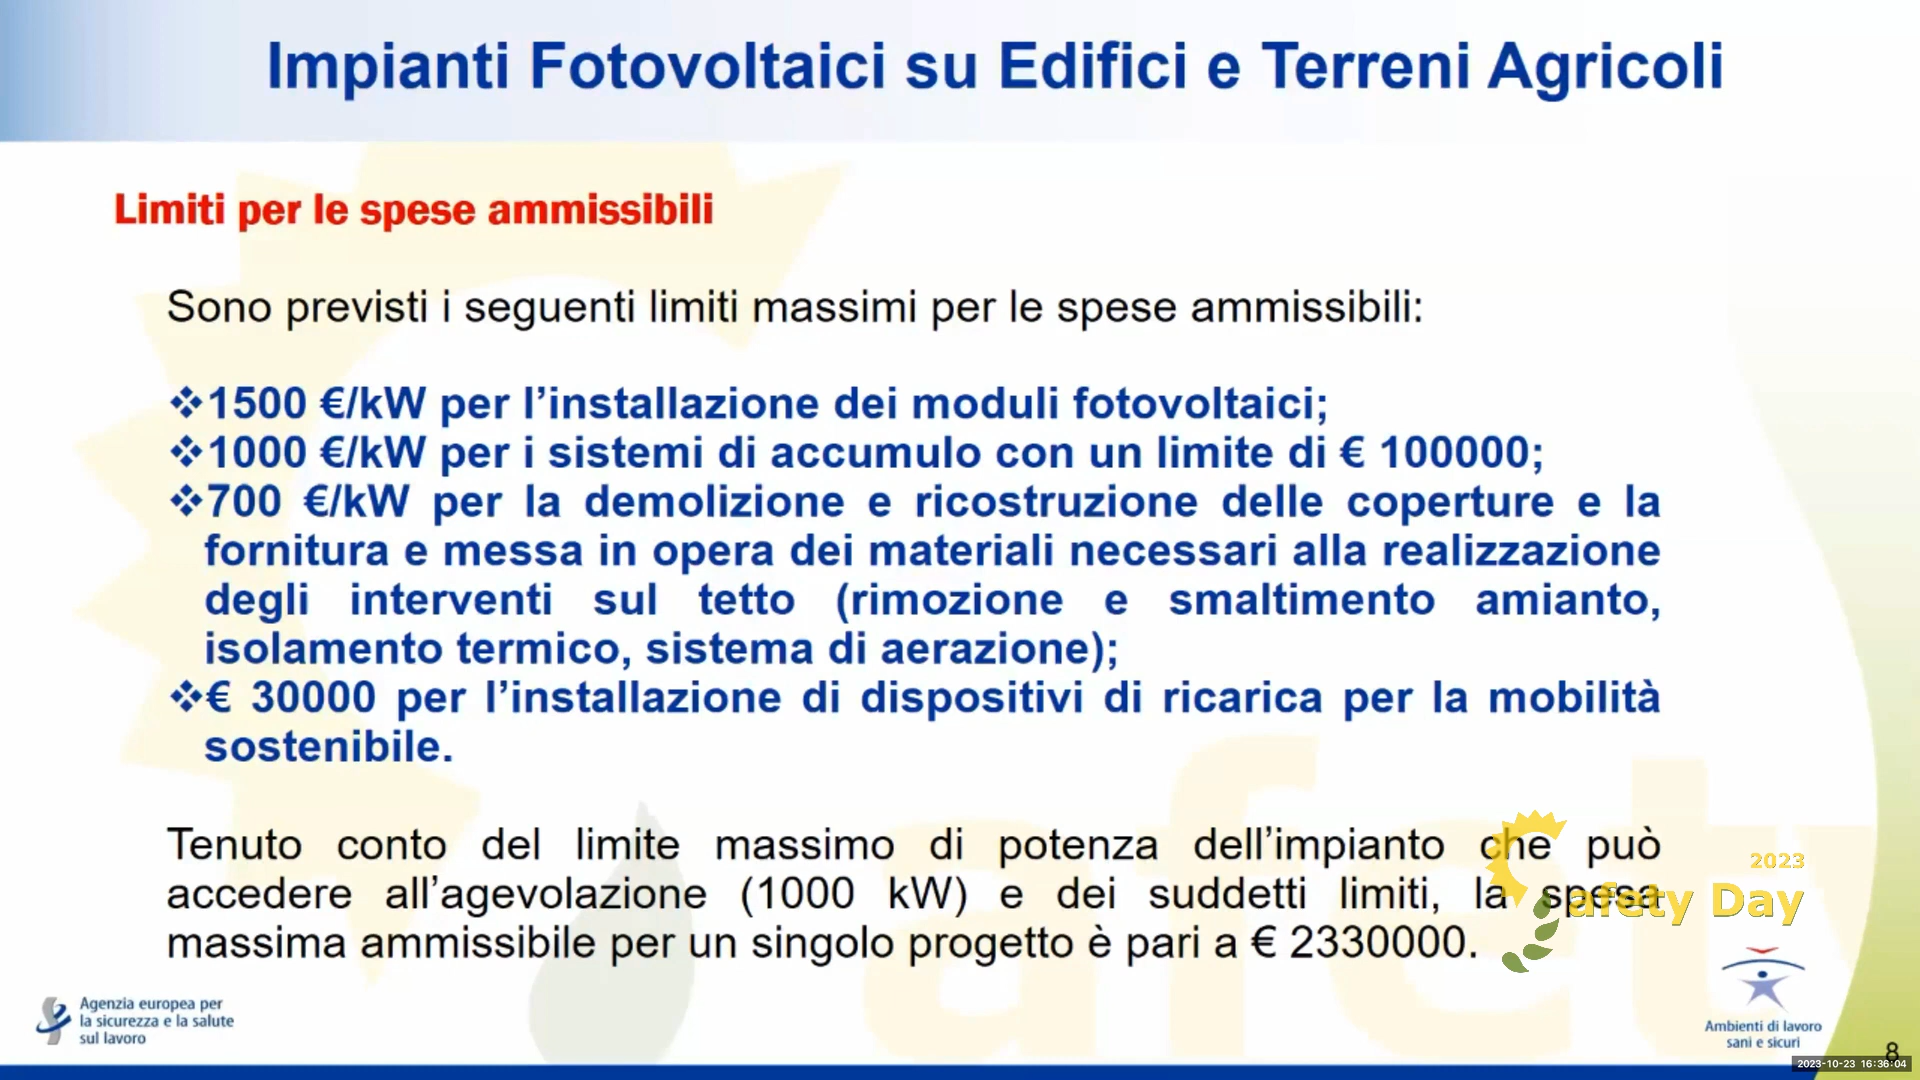 Impianti Fotovoltaici su Edifici e Terreni Agricoli
Limiti per le spese ammissibili
Sono previsti i seguenti limiti massimi per le spese ammissibili:
❖1500 €/kW per l’installazione dei moduli fotovoltaici;
❖1000 €/kW per i sistemi di accumulo con un limite di € 100000;
❖700 €/kW per la demolizione e ricostruzione delle coperture e la
fornitura e messa in opera dei materiali necessari alla realizzazione
degli interventi sul tetto (rimozione e smaltimento amianto,
isolamento termico, sistema di aerazione);
❖€ 30000 per l’installazione di dispositivi di ricarica per la mobilità
sostenibile.
Tenuto conto del limite massimo di potenza dell’impianto che può
accedere all’agevolazione (1000 kW) e dei suddetti limiti, la spesa
massima ammissibile per un singolo progetto è pari a € 2330000.
2023
Safety Day
Agenzia europea per
la sicurezza e la salute
sul lavoro
Ambienti di lavoro
sani e sicuri
8
2023-10-23 16:36:04